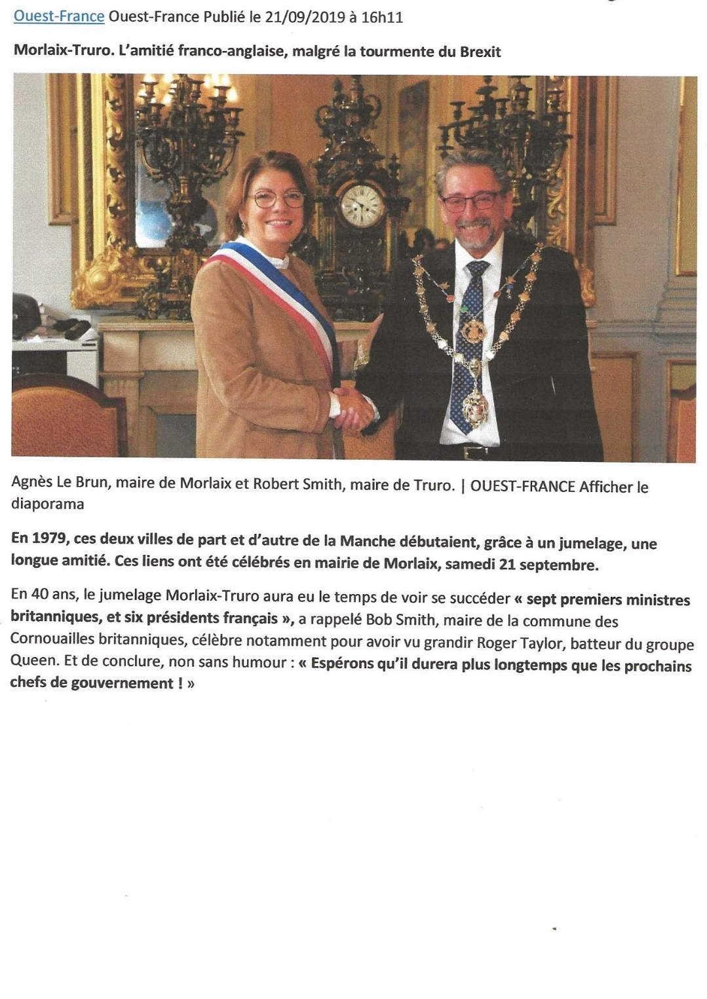 Ouest-France Ouest-France Publié le 21/09/2019 à 16h11
Morlaix-Truro. L’amitié franco-anglaise, malgré la tourmente du Brexit
Agnès Le Brun, maire de Morlaix et Robert Smith, maire de Truro. | OUEST-FRANCE Afficher le
diaporama
En 1979, ces deux villes de part et d’autre de la Manche débutaient, grâce à un jumelage, une
longue amitié. Ces liens ont été célébrés en mairie de Morlaix, samedi 21 septembre.
En 40 ans, le jumelage Morlaix-Truro aura eu le temps de voir se succéder « sept premiers ministres
britanniques, et six présidents français », a rappelé Bob Smith, maire de la commune des
Cornouailles britanniques, célèbre notamment pour avoir vu grandir Roger Taylor, batteur du groupe
Queen. Et de conclure, non sans humour : « Espérons qu’il durera plus longtemps que les prochains
chefs de gouvernement ! »